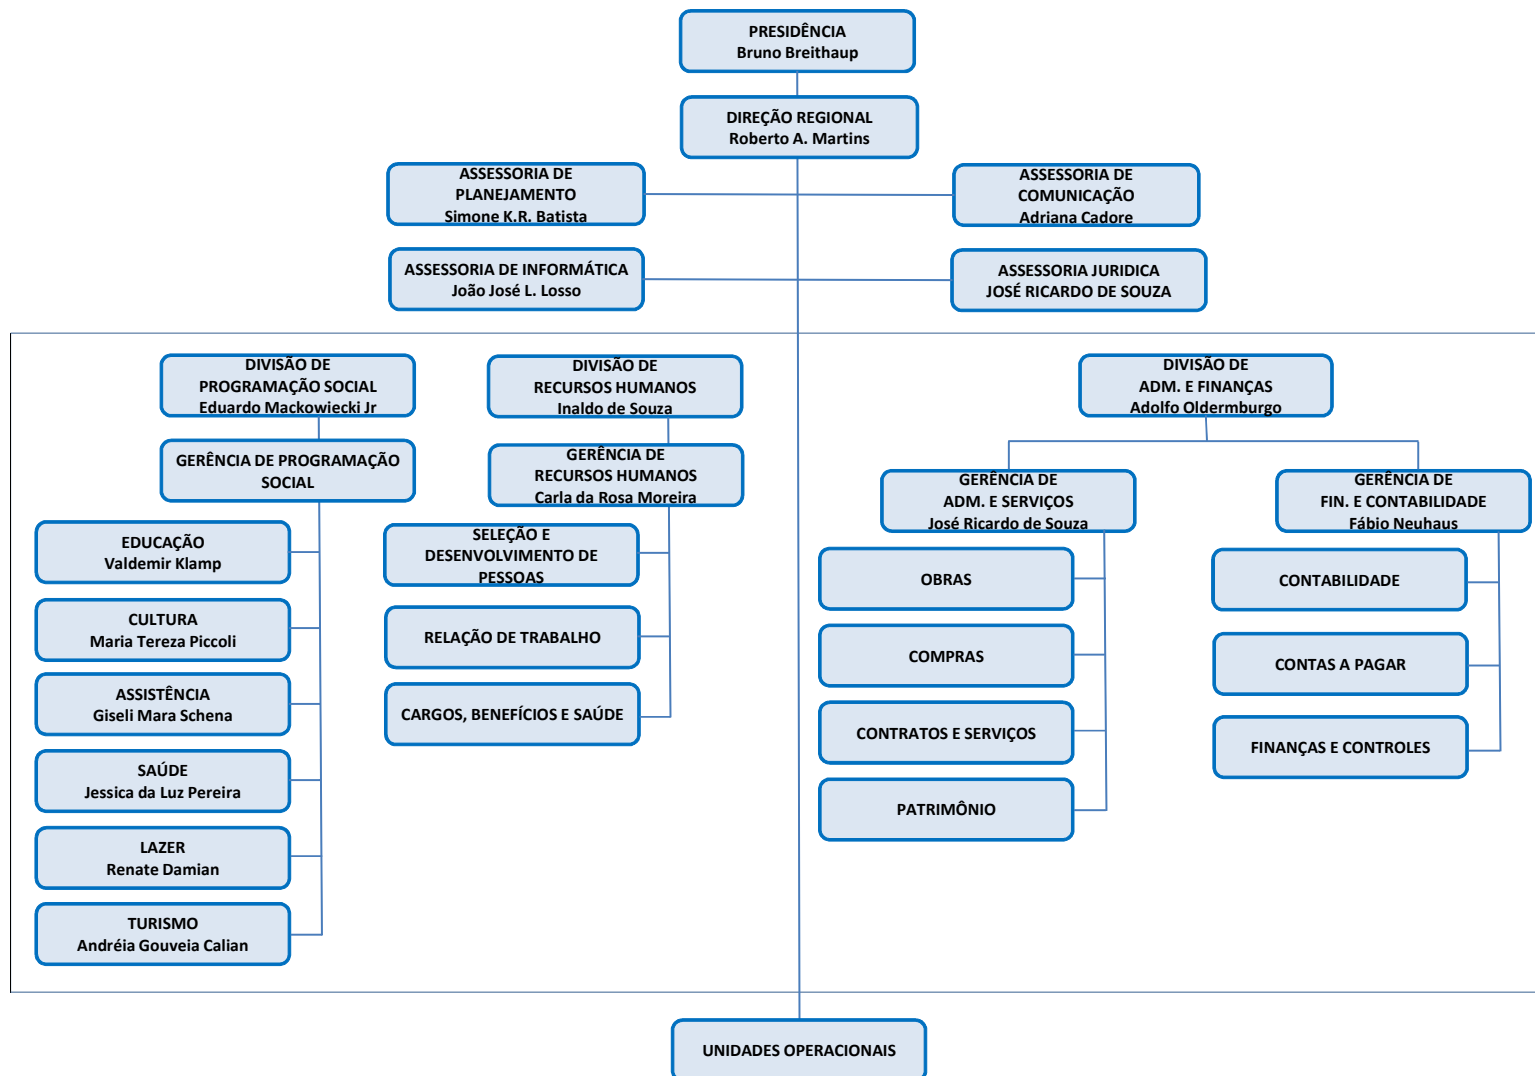 PRESIDÊNCIA
Bruno Breithaup
DIREÇÃO REGIONAL
Roberto A. Martins
ASSESSORIA DE
PLANEJAMENTO
Simone K.R. Batista
ASSESSORIA DE
COMUNICAÇÃO
Adriana Cadore
ASSESSORIA DE INFORMÁTICA
João José L. Losso
ASSESSORIA JURIDICA
JOSÉ RICARDO DE SOUZA
DIVISÃO DE
PROGRAMAÇÃO SOCIAL
Eduardo Mackowiecki Jr
GERÊNCIA DE PROGRAMAÇÃO
SOCIAL
EDUCAÇÃO
Valdemir Klamp
CULTURA
Maria Tereza Piccoli
ASSISTÊNCIA
Giseli Mara Schena
SAÚDE
Jessica da Luz Pereira
LAZER
Renate Damian
TURISMO
Andréia Gouveia Calian
DIVISÃO DE
RECURSOS HUMANOS
Inaldo de Souza
GERÊNCIA DE
RECURSOS HUMANOS
Carla da Rosa Moreira
SELEÇÃO E
DESENVOLVIMENTO DE
PESSOAS
RELAÇÃO DE TRABALHO
CARGOS, BENEFÍCIOS E SAÚDE
DIVISÃO DE
ADM. E FINANÇAS
Adolfo Oldermburgo
GERÊNCIA DE
ADM. E SERVIÇOS
José Ricardo de Souza
OBRAS
COMPRAS
CONTRATOS E SERVIÇOS
PATRIMÔNIO
GERÊNCIA DE
FIN. E CONTABILIDADE
Fábio Neuhaus
CONTABILIDADE
CONTAS A PAGAR
FINANÇAS E CONTROLES
UNIDADES OPERACIONAIS